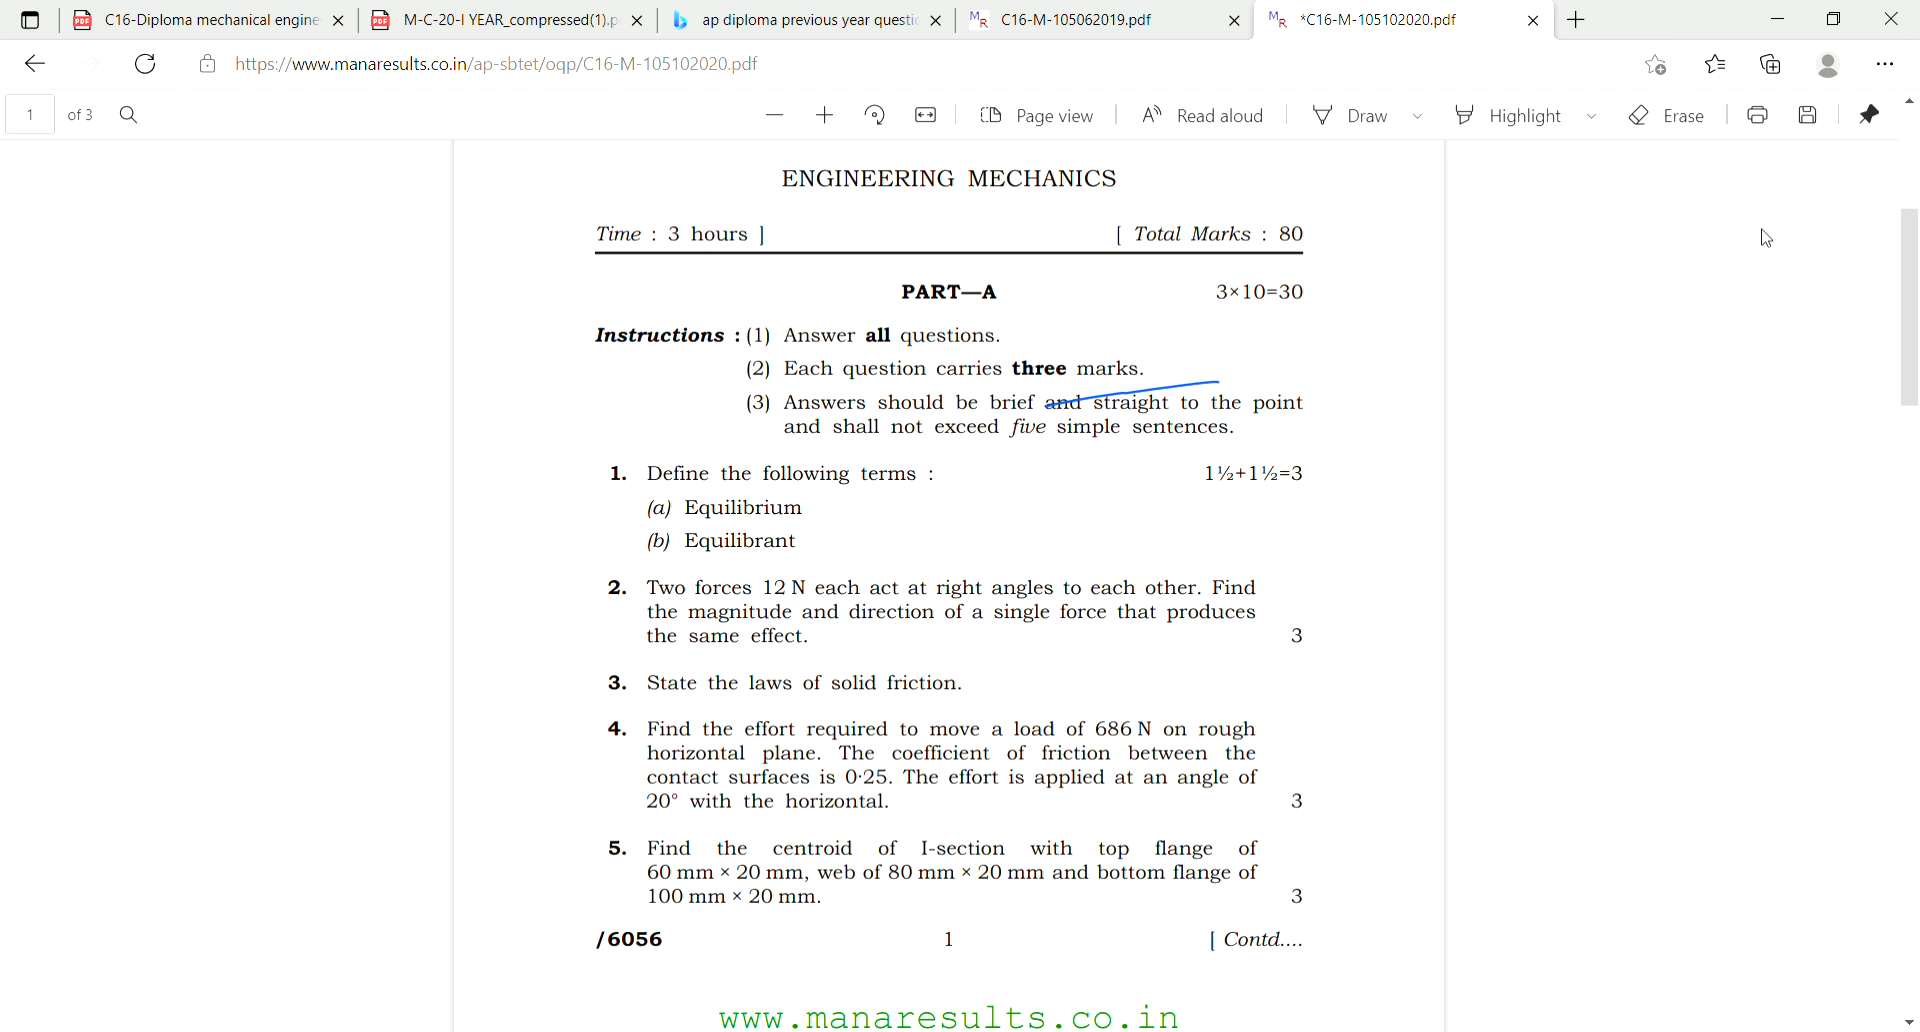 C16-Diploma mechanical engine
M-C-20-I YEAR_compressed(1).p
ap diploma previous year questic
MR C16-M-105062019.pdf
MR *C16-M-105102020.pdf
https://www.manaresults.co.in/ap-sbtet/oqp/C16-M-105102020.pdf
1 of 3
Page view
A Read aloud
Draw
Highlight
Erase
ENGINEERING MECHANICS
Time : 3 hours ] [ Total Marks : 80
PART—A 3×10=30
Instructions : (1) Answer all questions.
(2) Each question carries three marks.
(3) Answers should be brief and straight to the point
and shall not exceed five simple sentences.
1. Define the following terms : 1½+1½=3
(a) Equilibrium
(b) Equilibrant
2. Two forces 12 N each act at right angles to each other. Find
the magnitude and direction of a single force that produces
the same effect. 3
3. State the laws of solid friction.
4. Find the effort required to move a load of 686 N on rough
horizontal plane. The coefficient of friction between the
contact surfaces is 0·25. The effort is applied at an angle of
20° with the horizontal. 3
5. Find the centroid of I-section with top flange of
60 mm × 20 mm, web of 80 mm × 20 mm and bottom flange of
100 mm × 20 mm. 3
/6056 1 [ Contd....
www.manaresults.co.in